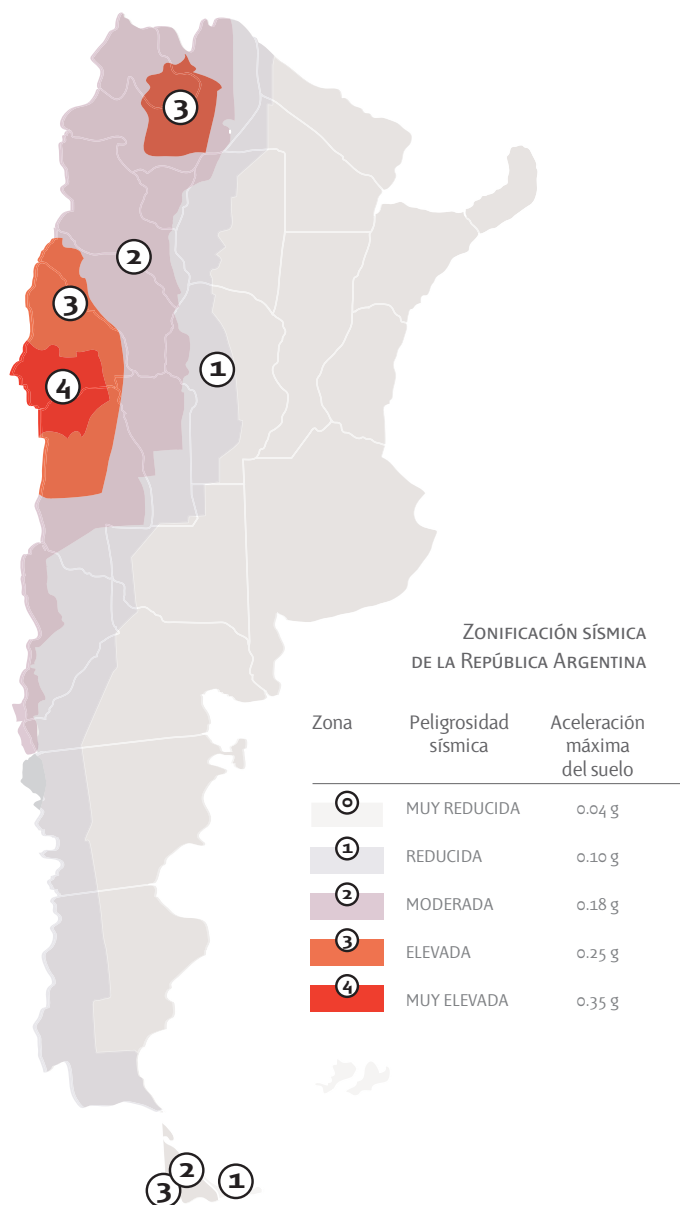 3
2
3
1
4
Zonificación sísmica
de la República Argentina
Zona
Peligrosidad
sísmica
Aceleración
máxima
del suelo
0 MUY REDUCIDA 0.04 g
1 REDUCIDA 0.10 g
2 MODERADA 0.18 g
3 ELEVADA 0.25 g
4 MUY ELEVADA 0.35 g
2
1
3